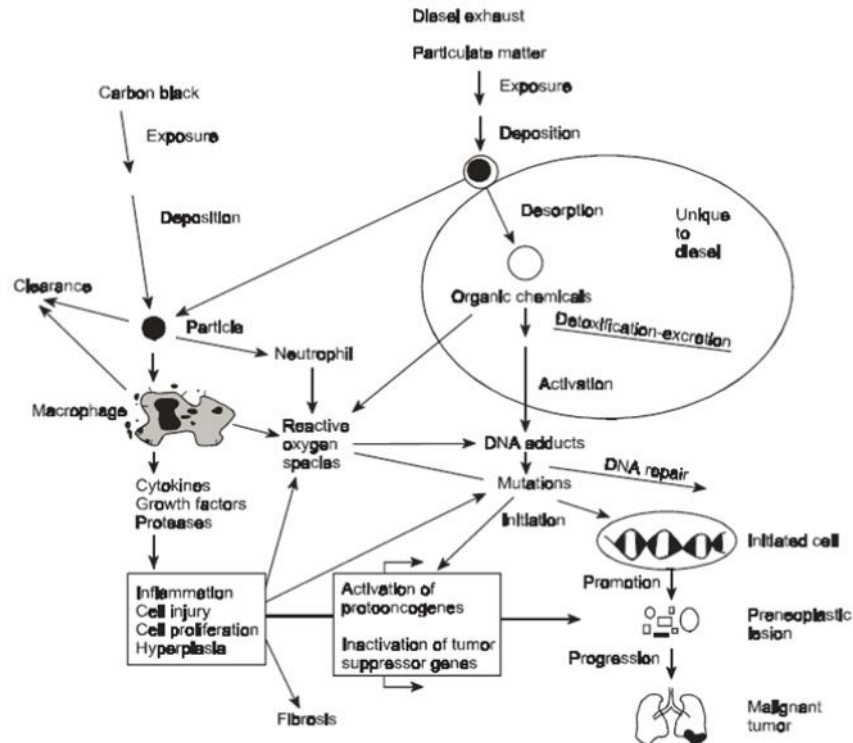 Diesel exhaust
Particulate matter
Exposure
Deposition
Carbon black
Exposure
Deposition
Desorption
Unique
to
diesel
Clearance
Organic chemicals
Particle
Detoxification-excretion
Neutrophil
Activation
Macrophage
Reactive
oxygen
species
DNA adducts
DNA repair
Mutations
Cytokines
Growth factors
Proteases
Initiation
Initiated cell
Promotion
Inflammation
Cell injury
Cell proliferation
Hyperplasia
Activation of
protooncogenes
Inactivation of tumor
suppressor genes
Preneoplastic
lesion
Progression
Fibrosis
Malignant
tumor